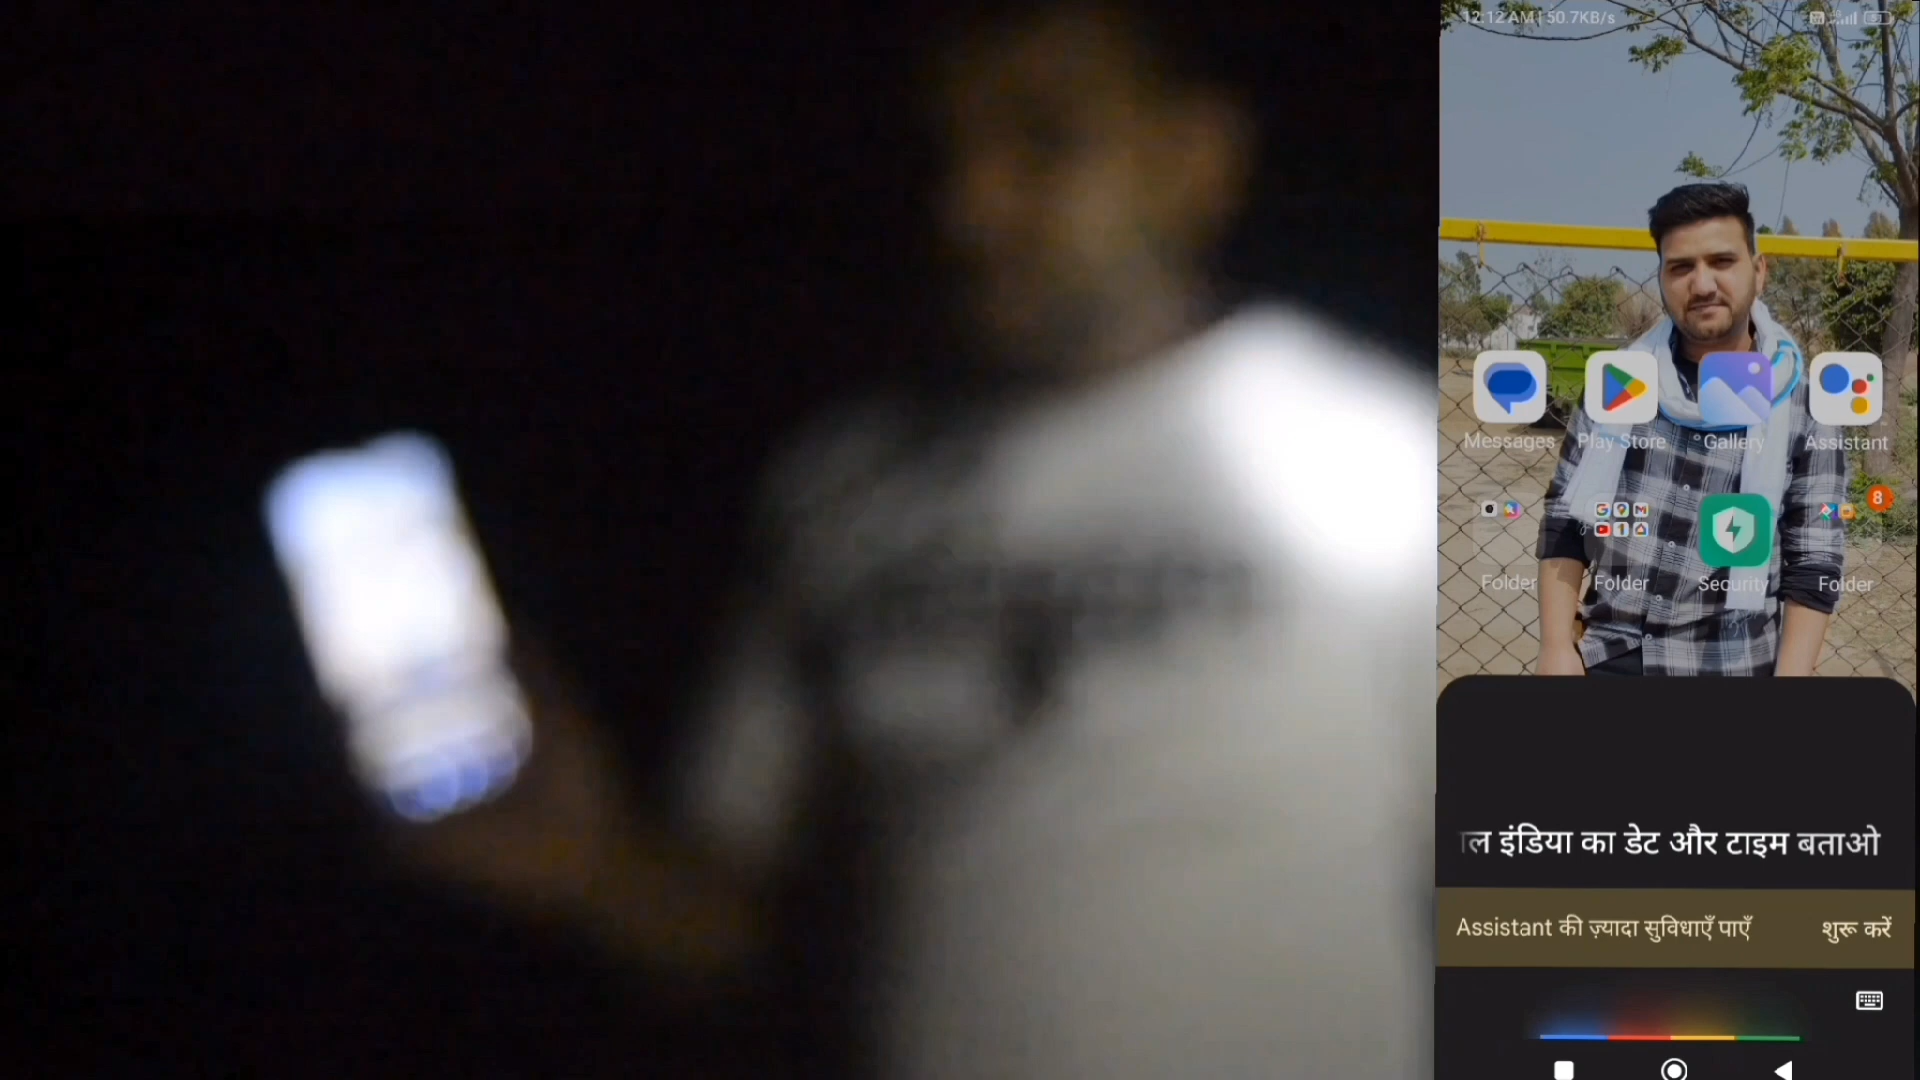 12:12 AM | 50.7KB/s
Messages
Play Store
Gallery
Assistant
8
Folder
Folder
Security
Folder
इंडिया का डेट और टाइम बताओ
Assistant की ज़्यादा सुविधाएँ पाएँ
शुरू करें